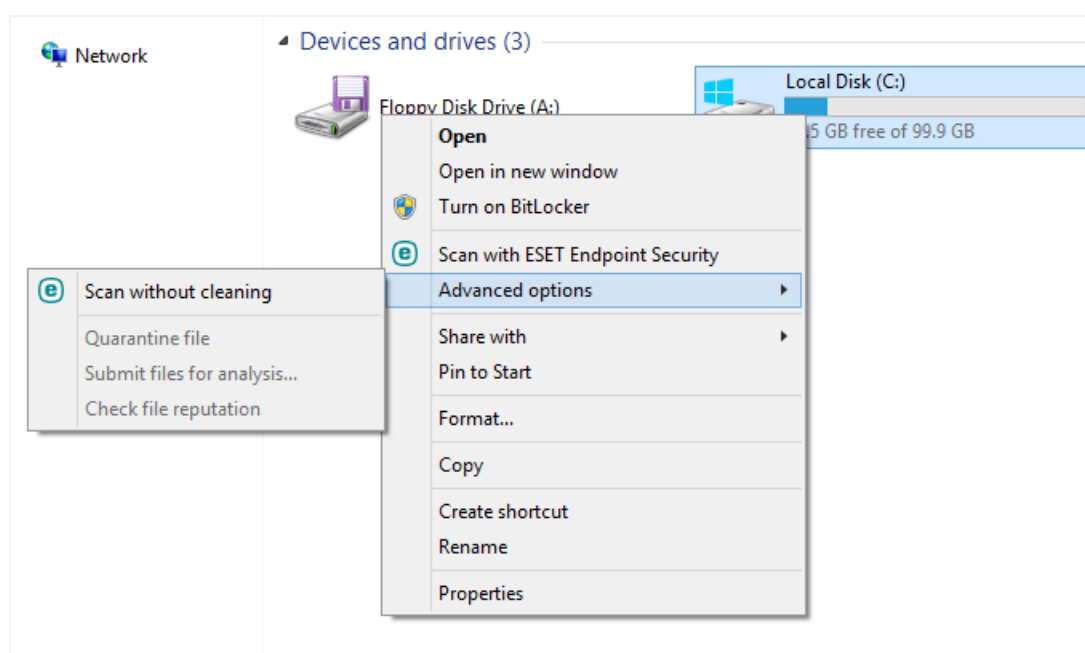 Network
Devices and drives (3)
Floppy Disk Drive (A:)
Local Disk (C:)
5 GB free of 99.9 GB
Open
Open in new window
Turn on BitLocker
Scan with ESET Endpoint Security
Advanced options
Share with
Pin to Start
Format...
Copy
Create shortcut
Rename
Properties
Scan without cleaning
Quarantine file
Submit files for analysis...
Check file reputation